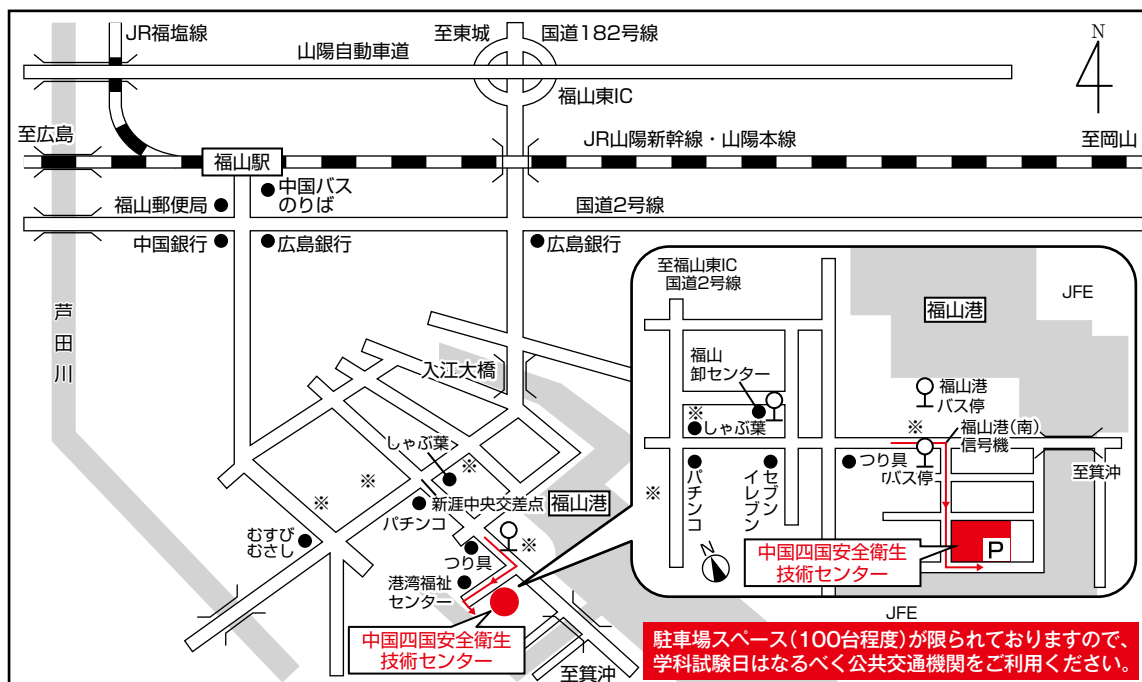 JR福塩線
至東城
国道182号線
N
山陽自動車道
福山東IC
至広島
JR山陽新幹線・山陽本線
至岡山
福山駅
中国バス
のりば
福山郵便局
国道2号線
中国銀行
広島銀行
広島銀行
芦田川
入江大橋
しゃぶ葉
※
※
※
新涯中央交差点
福山港
パチンコ
むすび
むさし
※
つり具
港湾福祉
センター
中国四国安全衛生
技術センター
至箕沖
至福山東IC
国道2号線
JFE
福山港
福山
卸センター
福山港
バス停
※
しゃぶ葉
※
福山港(南)
信号機
つり具
バス停
至箕沖
※
パチンコ
セブン
イレブン
N
中国四国安全衛生
技術センター
P
JFE
駐車場スペース(100台程度)が限られておりますので、
学科試験日はなるべく公共交通機関をご利用ください。